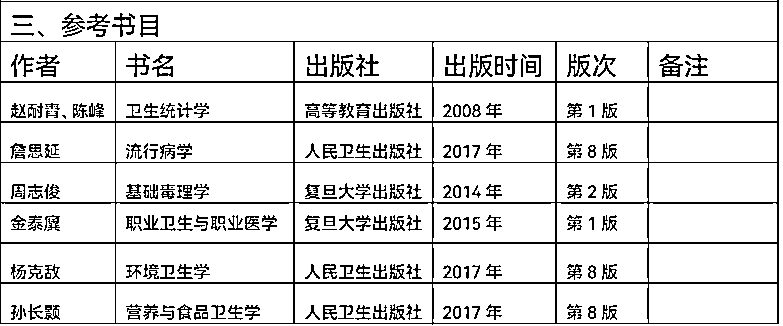 三、参考书目
作者 书名 出版社 出版时间 版次 备注
赵耐青、陈峰 卫生统计学 高等教育出版社 2008 年 第 1 版
詹思延 流行病学 人民卫生出版社 2017 年 第 8 版
周志俊 基础毒理学 复旦大学出版社 2014 年 第 2 版
金泰廙 职业卫生与职业医学 复旦大学出版社 2015 年 第 1 版
杨克敌 环境卫生学 人民卫生出版社 2017 年 第 8 版
孙长颢 营养与食品卫生学 人民卫生出版社 2017 年 第 8 版